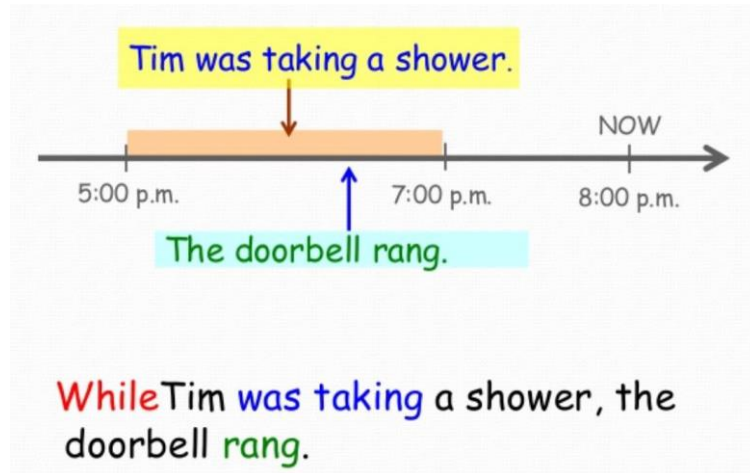 Tim was taking a shower.
NOW
5:00 p.m.
7:00 p.m.
8:00 p.m.
The doorbell rang.
WhileTim was taking a shower, the
doorbell rang.